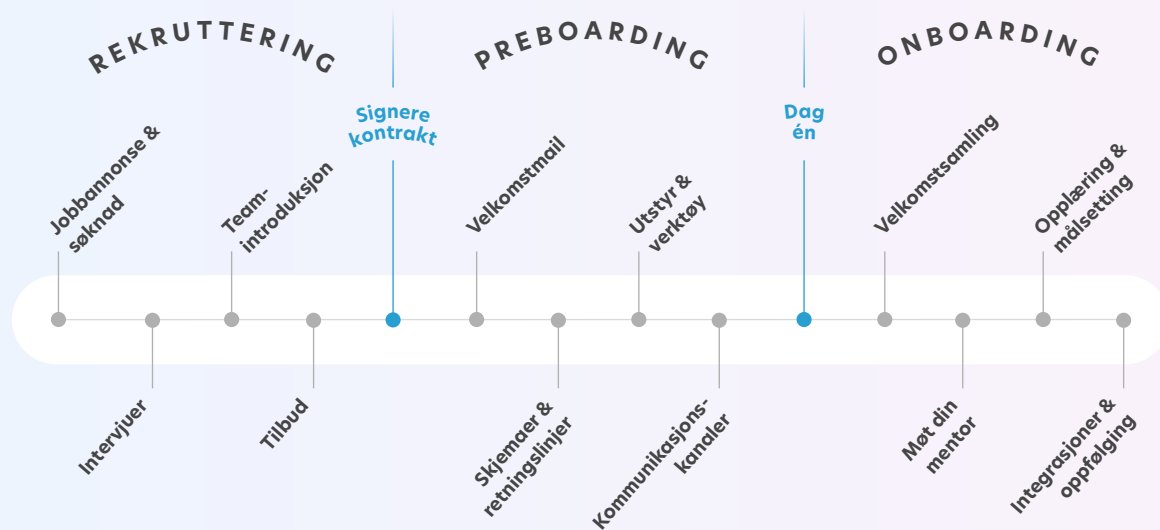 REKRUTTERING
PREBOARDING
ONBOARDING
Signere
kontrakt
Dag
én
Jobbannonse &
søknad
Team-
introduksjon
Velkomstmail
Utstyr &
verktøy
Velkomstsamling
Opplæring &
målsetting
Intervjuer
Tilbud
Skjemaer &
retningslinjer
Kommunikasjons-
kanaler
Møt din
mentor
Integrasjoner &
oppfølging